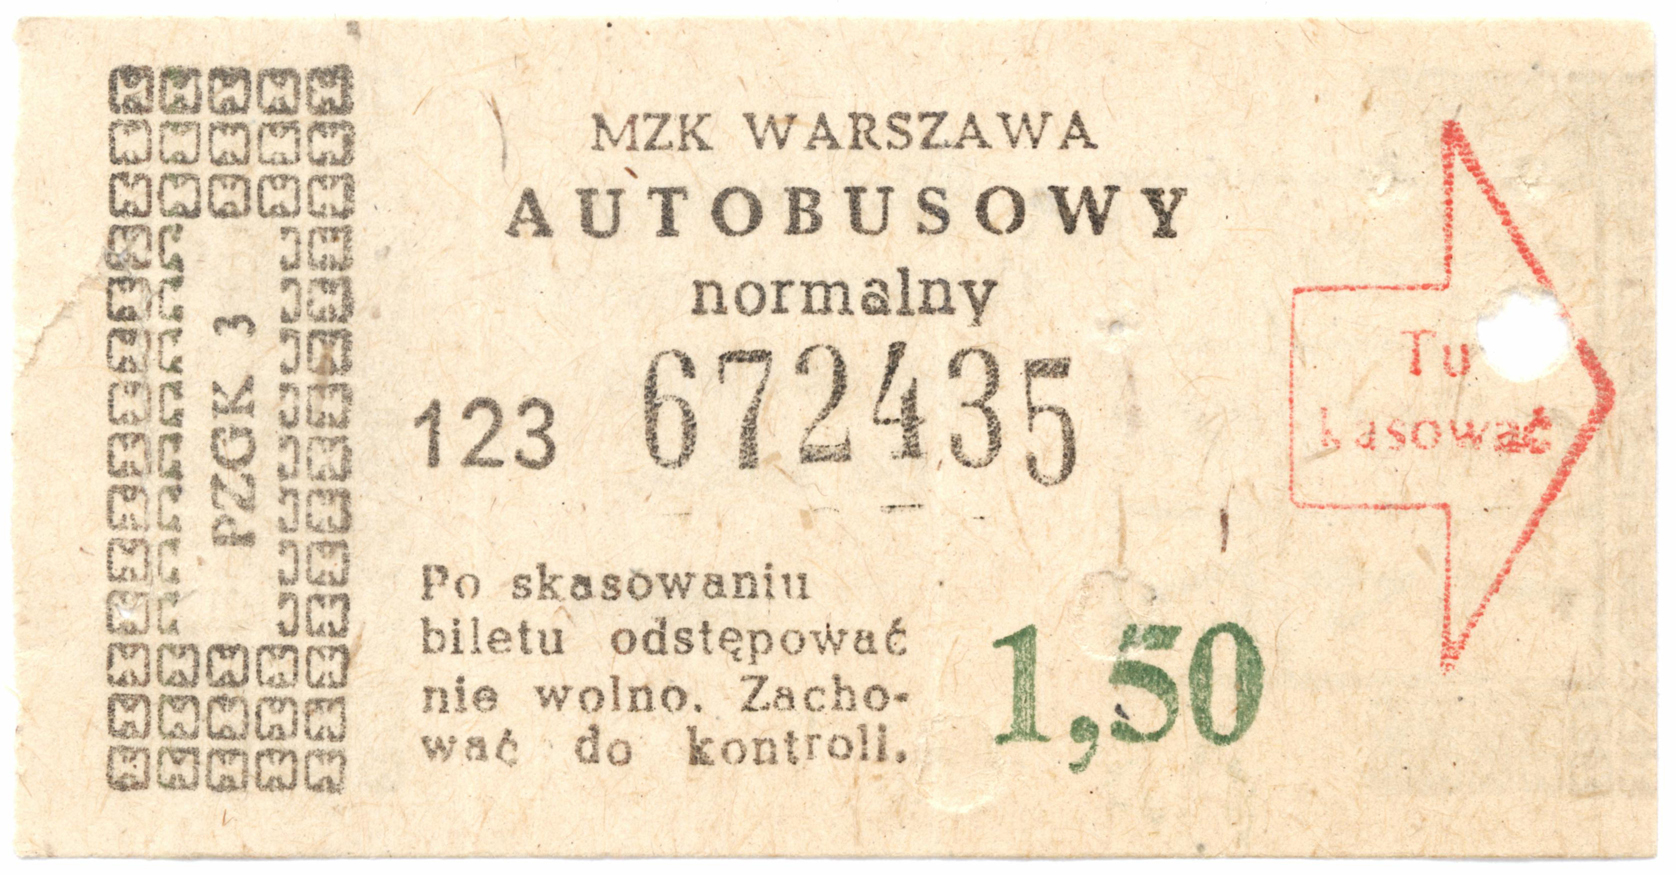 MZK WARSZAWA
AUTOBUSOWY
normalny
PZGK 3
123 672435
Po skasowaniu
biletu odstępować
nie wolno. Zacho-
wać do kontroli.
1,50
Tu
kasować